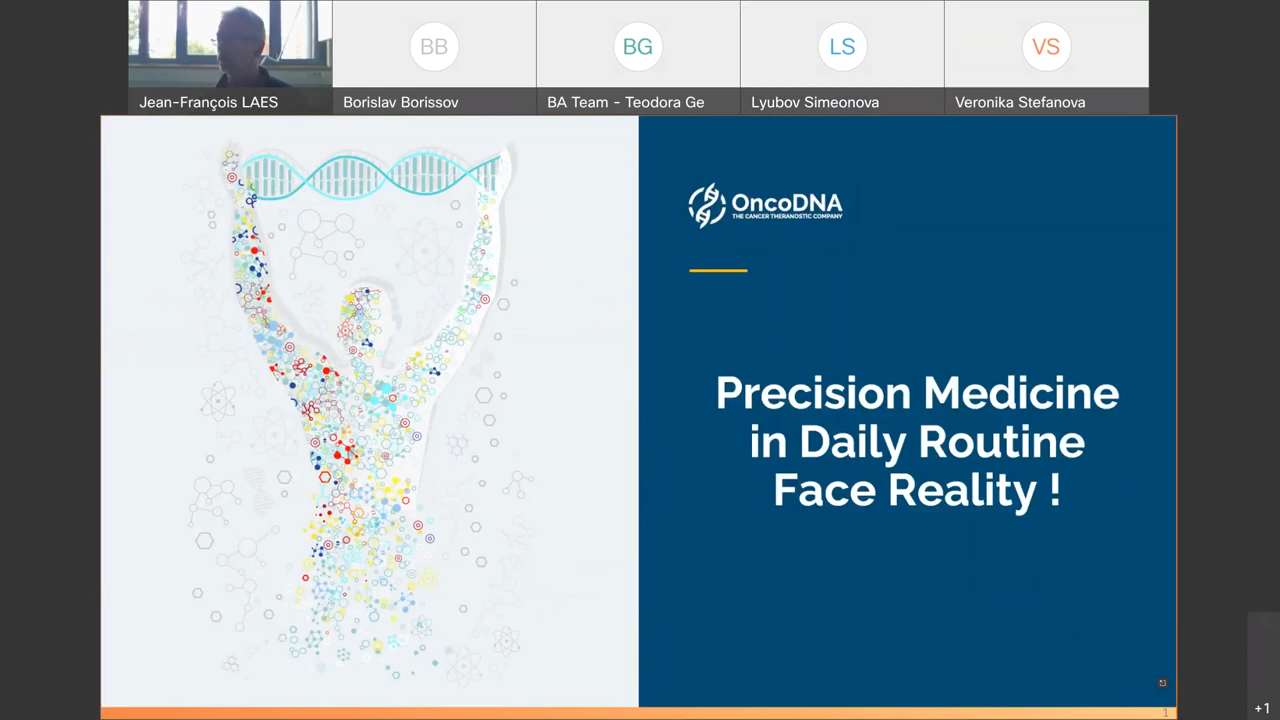 BB
BG
LS
VS
Jean-François LAES
Borislav Borissov
BA Team - Teodora Ge
Lyubov Simeonova
Veronika Stefanova
OncoDNA
THE CANCER THERANOSTIC COMPANY
Precision Medicine
in Daily Routine
Face Reality !
1
+1